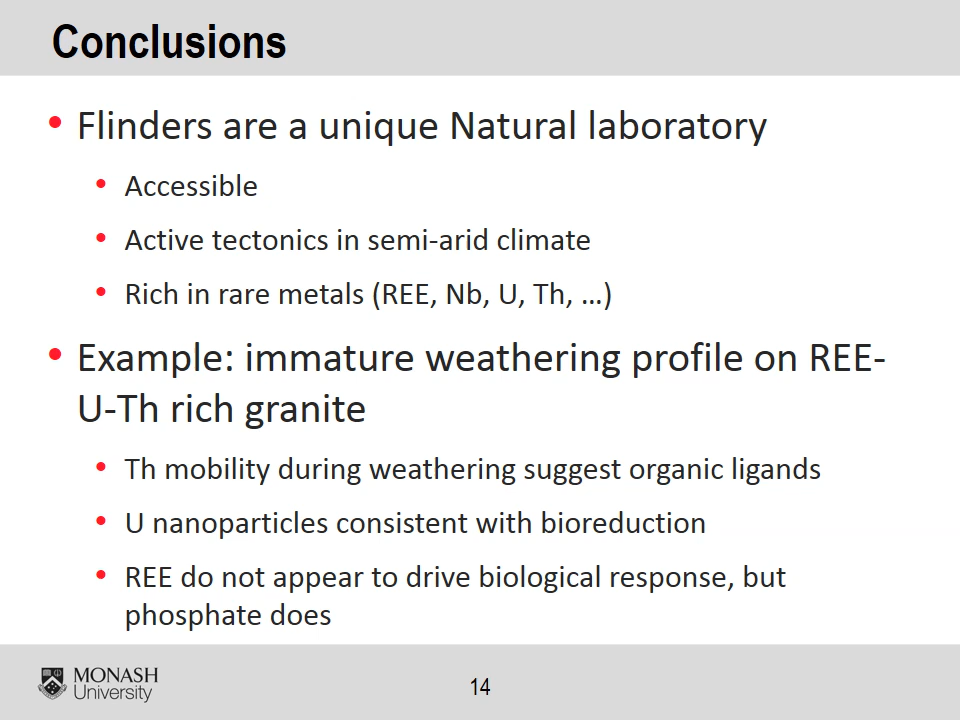 Conclusions
• Flinders are a unique Natural laboratory
• Accessible
• Active tectonics in semi-arid climate
• Rich in rare metals (REE, Nb, U, Th, …)
• Example: immature weathering profile on REE-
U-Th rich granite
• Th mobility during weathering suggest organic ligands
• U nanoparticles consistent with bioreduction
• REE do not appear to drive biological response, but
phosphate does
MONASH
University
14